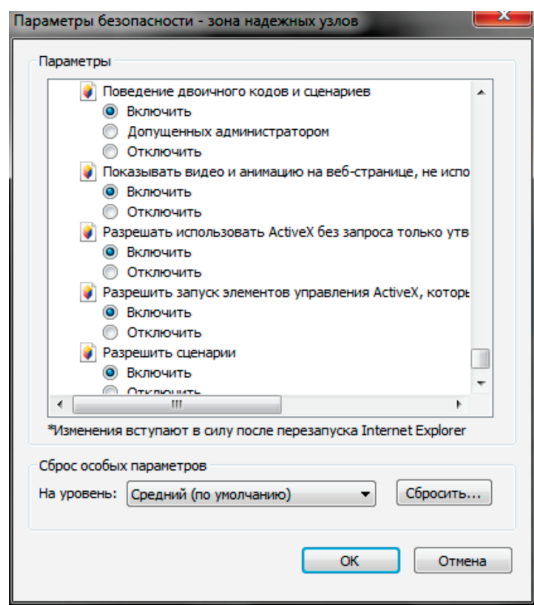 Параметры безопасности - зона надежных узлов
Параметры
Поведение двоичного кодов и сценариев
Включить
Допущенных администратором
Отключить
Показывать видео и анимацию на веб-странице, не испо
Включить
Отключить
Разрешать использовать ActiveX без запроса только утв
Включить
Отключить
Разрешить запуск элементов управления ActiveX, которы
Включить
Отключить
Разрешить сценарии
Включить
Отключить
*Изменения вступают в силу после перезапуска Internet Explorer
Сброс особых параметров
На уровень: Средний (по умолчанию) Сбросить...
OK Отмена